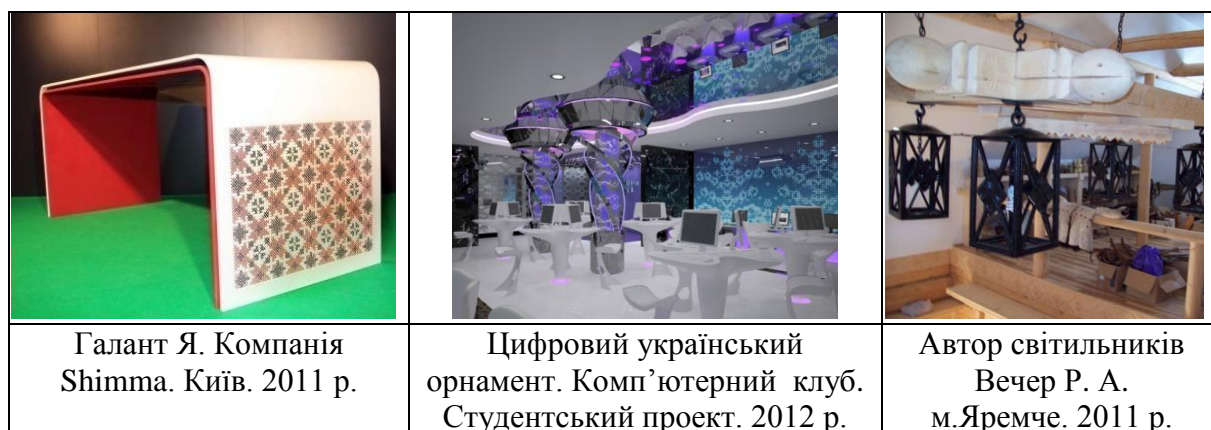 Галант Я. Компанія
Shimma. Київ. 2011 р.
Цифровий український
орнамент. Комп’ютерний клуб.
Студентський проект. 2012 р.
Автор світильників
Вечер Р. А.
м.Яремче. 2011 р.